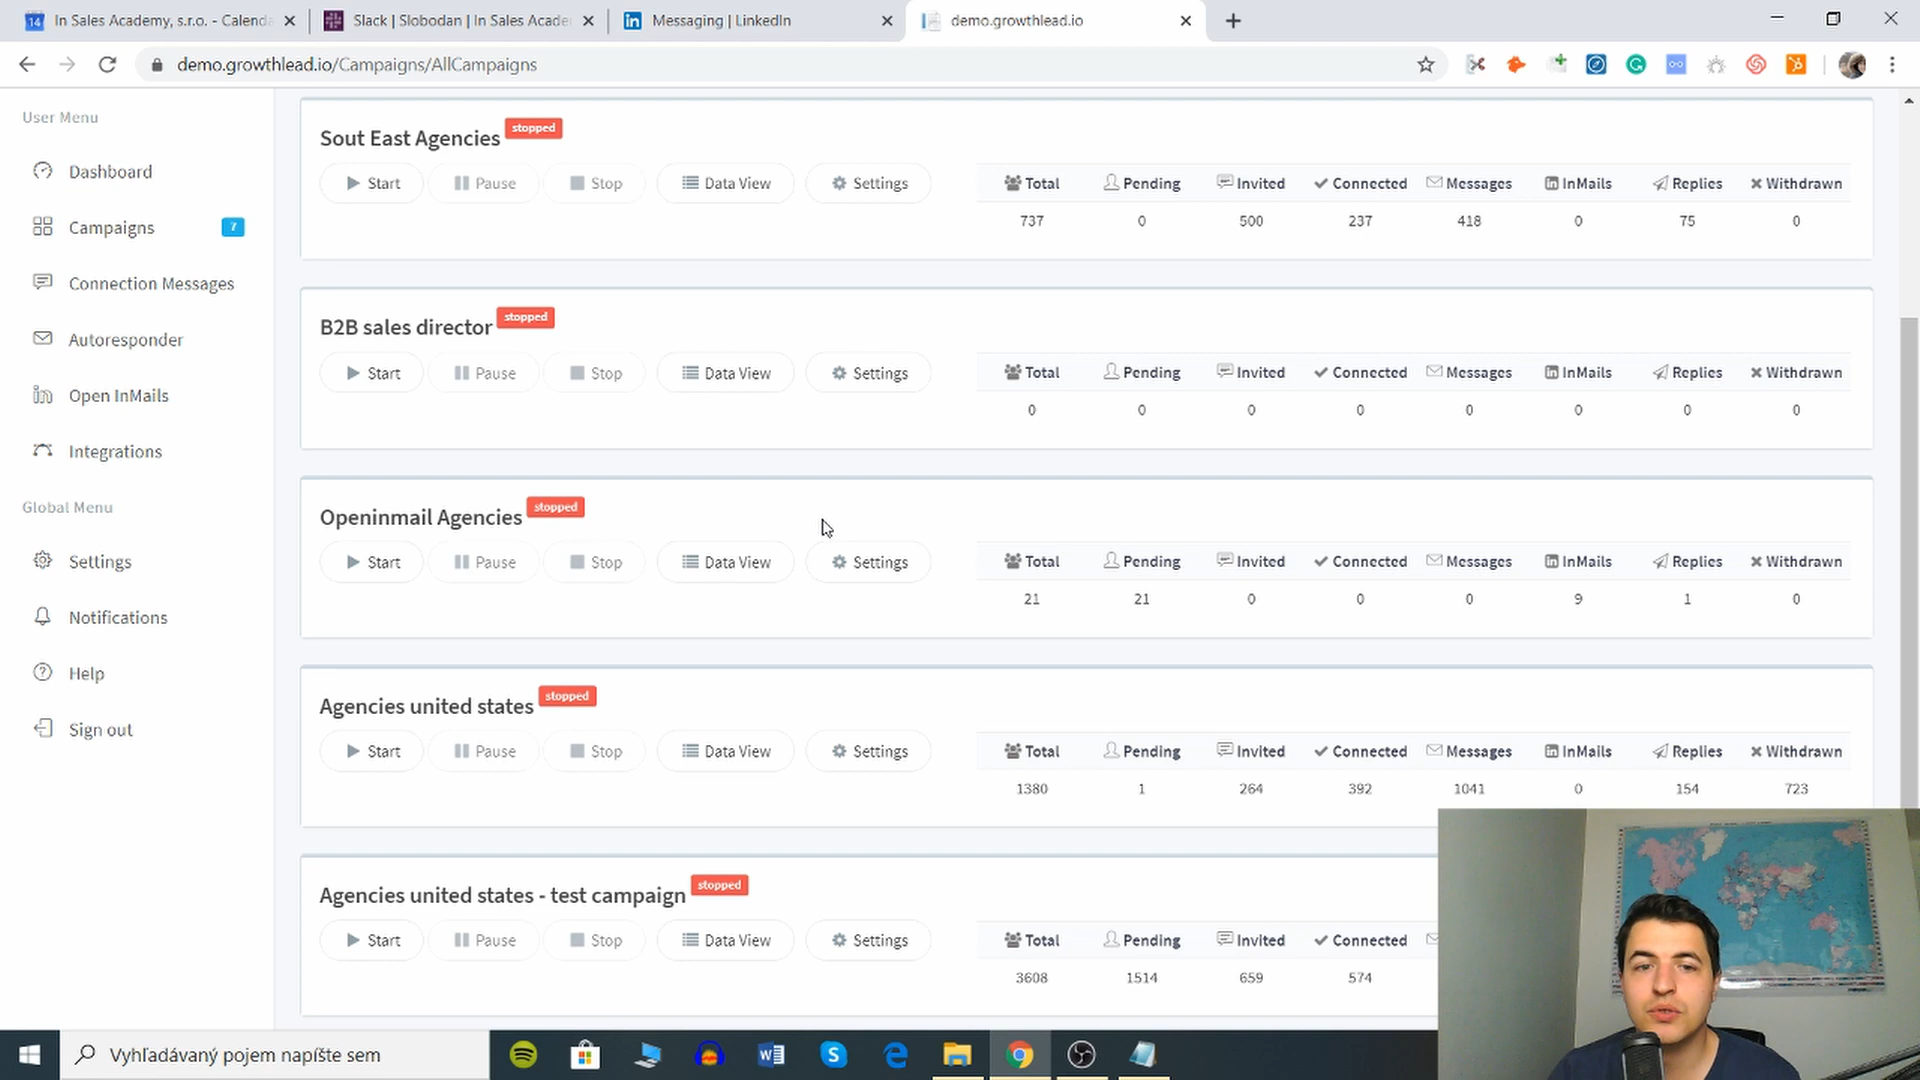 In Sales Academy, s.r.o. - Calenda
Slack | Slobodan | In Sales Acade
Messaging | LinkedIn
demo.growthlead.io
demo.growthlead.io/Campaigns/AllCampaigns
User Menu
Dashboard
Campaigns 7
Connection Messages
Autoresponder
Open InMails
Integrations
Global Menu
Settings
Notifications
Help
Sign out
Sout East Agencies stopped
Start Pause Stop Data View Settings
Total Pending Invited Connected Messages InMails Replies Withdrawn
737 0 500 237 418 0 75 0
B2B sales director stopped
Start Pause Stop Data View Settings
Total Pending Invited Connected Messages InMails Replies Withdrawn
0 0 0 0 0 0 0 0
Openinmail Agencies stopped
Start Pause Stop Data View Settings
Total Pending Invited Connected Messages InMails Replies Withdrawn
21 21 0 0 0 9 1 0
Agencies united states stopped
Start Pause Stop Data View Settings
Total Pending Invited Connected Messages InMails Replies Withdrawn
1380 1 264 392 1041 0 154 723
Agencies united states - test campaign stopped
Start Pause Stop Data View Settings
Total Pending Invited Connected
3608 1514 659 574
Vyhľadávaný pojem napíšte sem